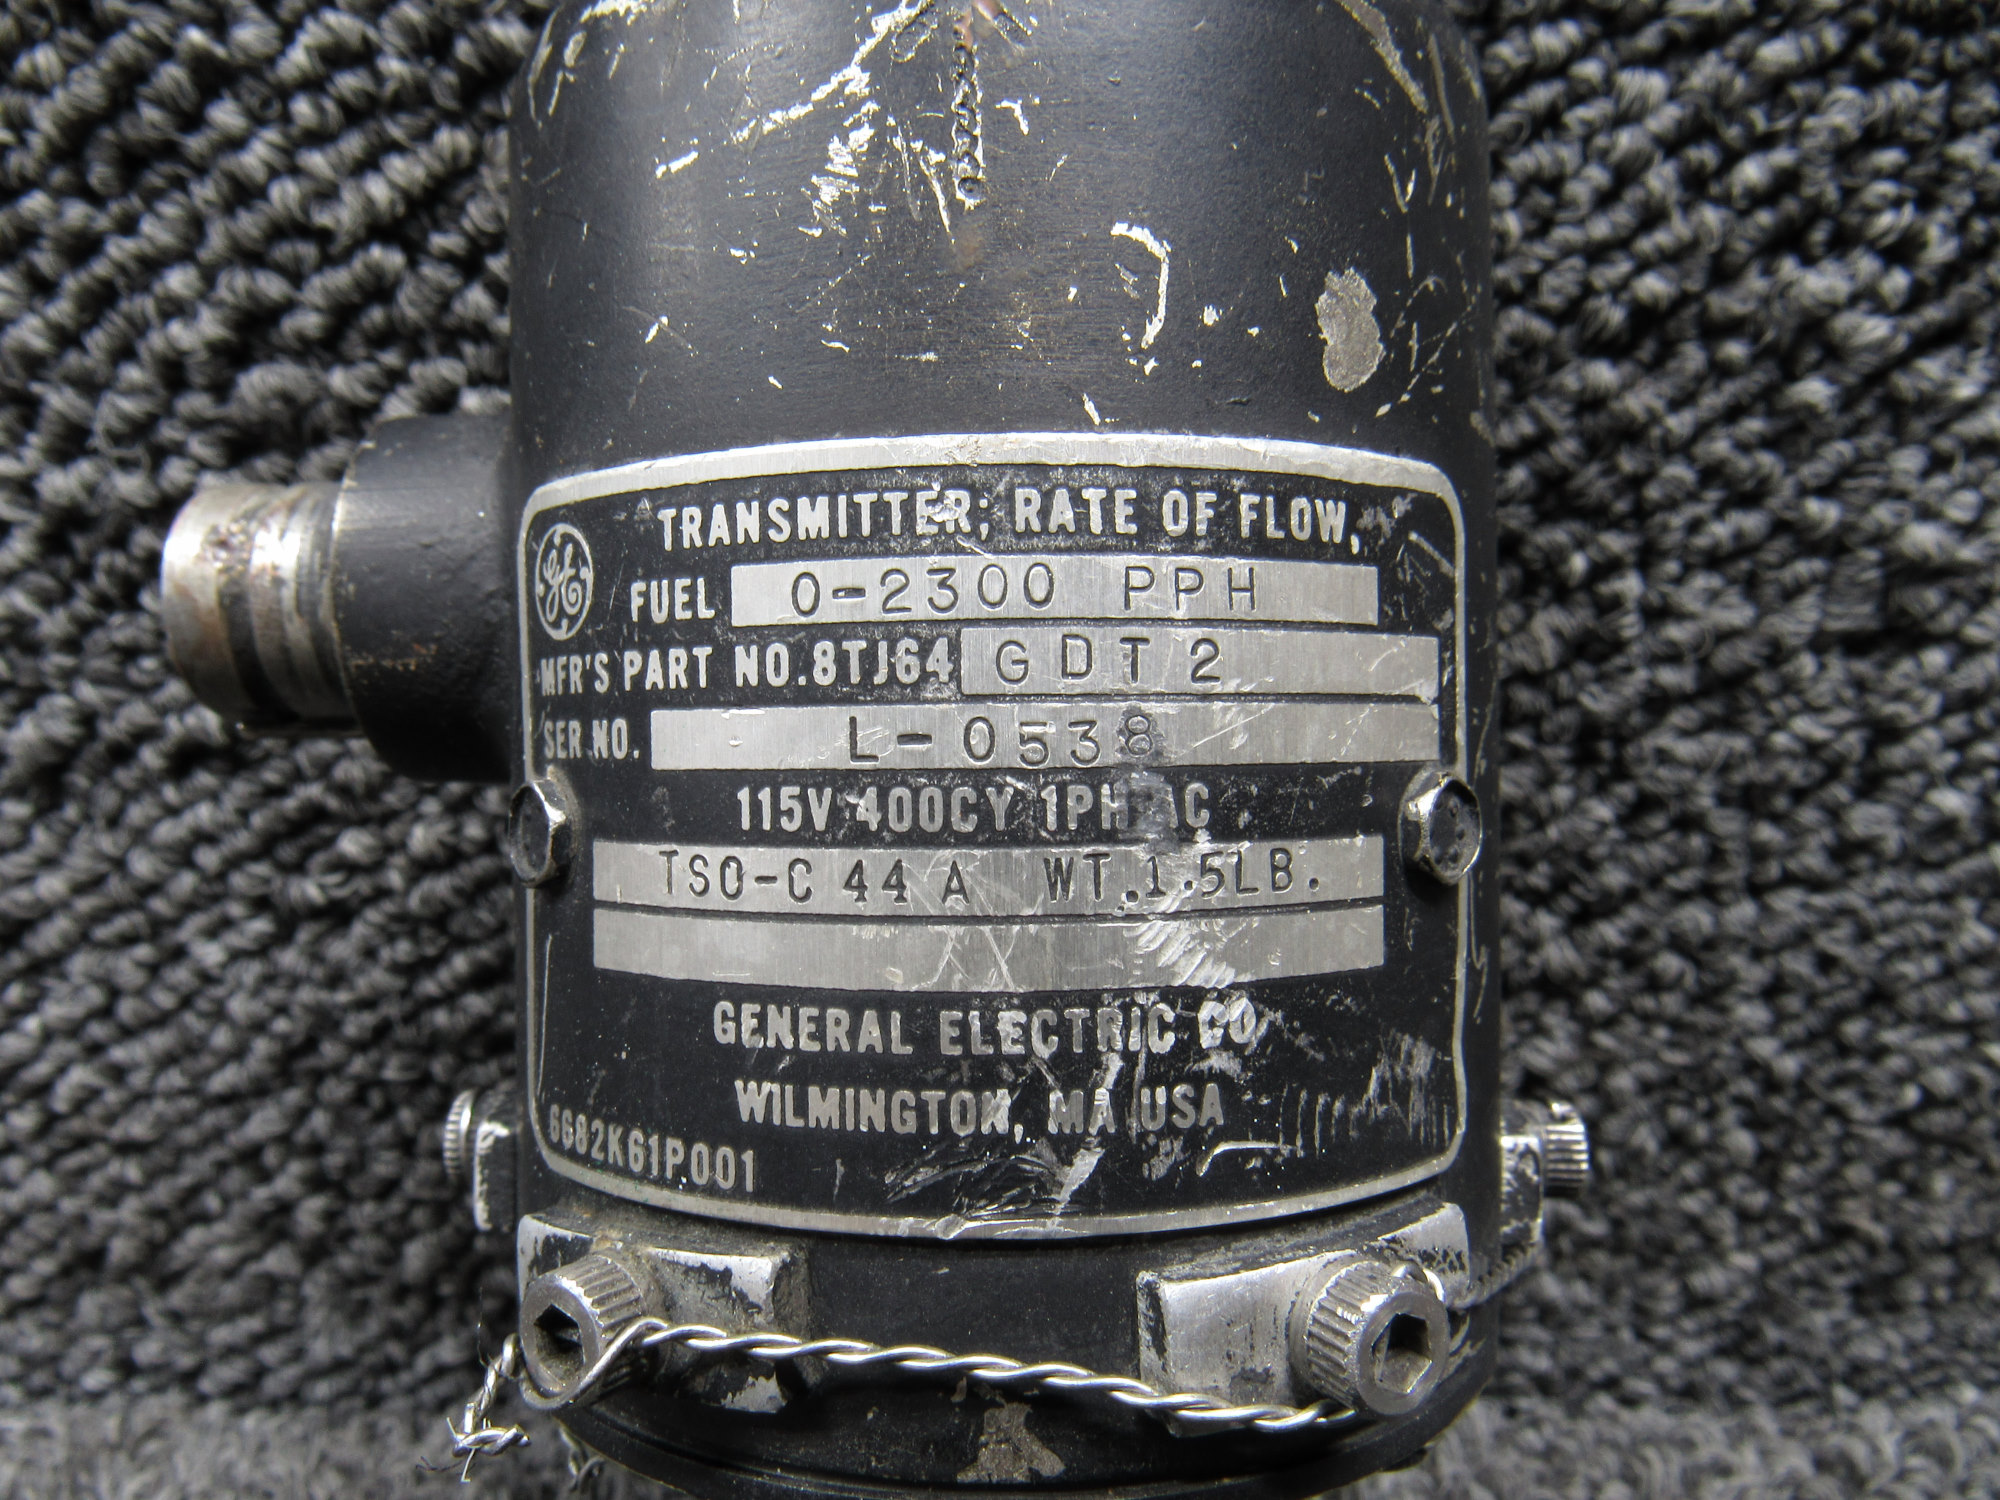 TRANSMITTER; RATE OF FLOW,
GE
FUEL 0-2300 PPH
MFR'S PART NO. 8TJ64 GDT2
SER NO. L-0538
115V 400CY 1PH AC
TSO-C44A WT. 1.5LB.
GENERAL ELECTRIC CO
WILMINGTON, MA USA
6682K61P001